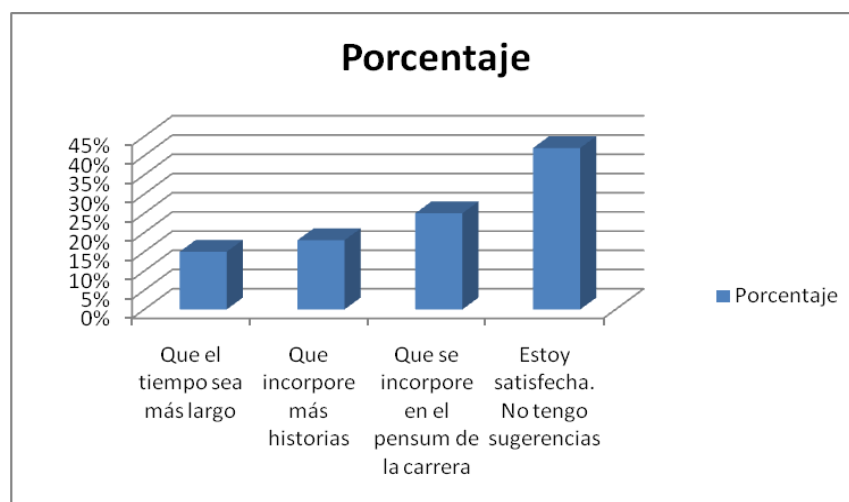 Porcentaje
45%
40%
35%
30%
25%
20%
15%
10%
5%
0%
Porcentaje
Que el
tiempo sea
más largo
Que
incorpore
más
historias
Que se
incorpore
en el
pensum de
la carrera
Estoy
satisfecha.
No tengo
sugerencias